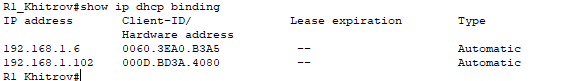 R1_Khitrov#show ip dhcp binding
IP address       Client-ID/              Lease expiration        Type
                 Hardware address
192.168.1.6      0060.3EA0.B3A5           --                     Automatic
192.168.1.102    000D.BD3A.4080           --                     Automatic
R1_Khitrov#